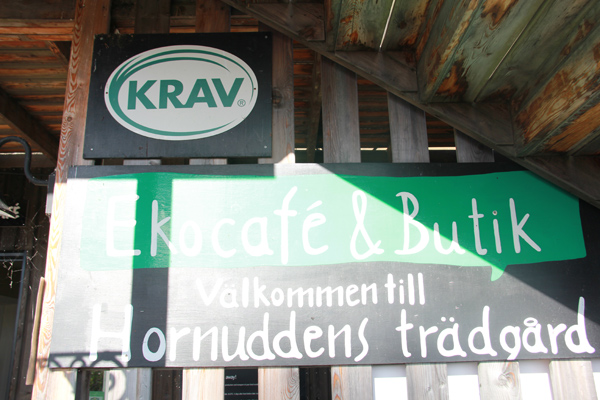 KRAV®
Ekocafé & Butik
Välkommen till
Hornuddens trädgård